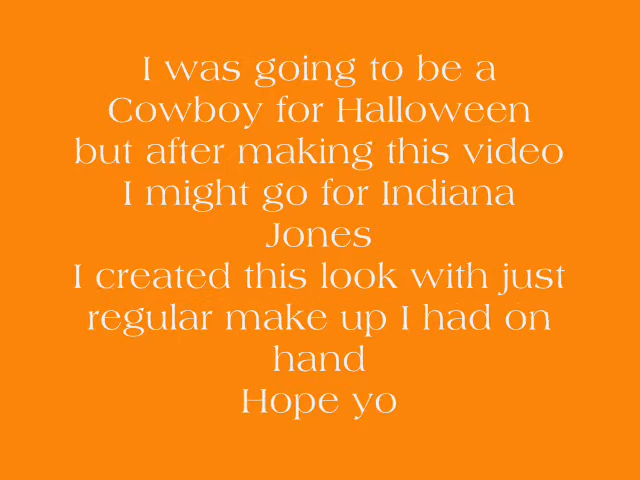 I was going to be a
Cowboy for Halloween
but after making this video
I might go for Indiana
Jones
I created this look with just
regular make up I had on
hand
Hope yo